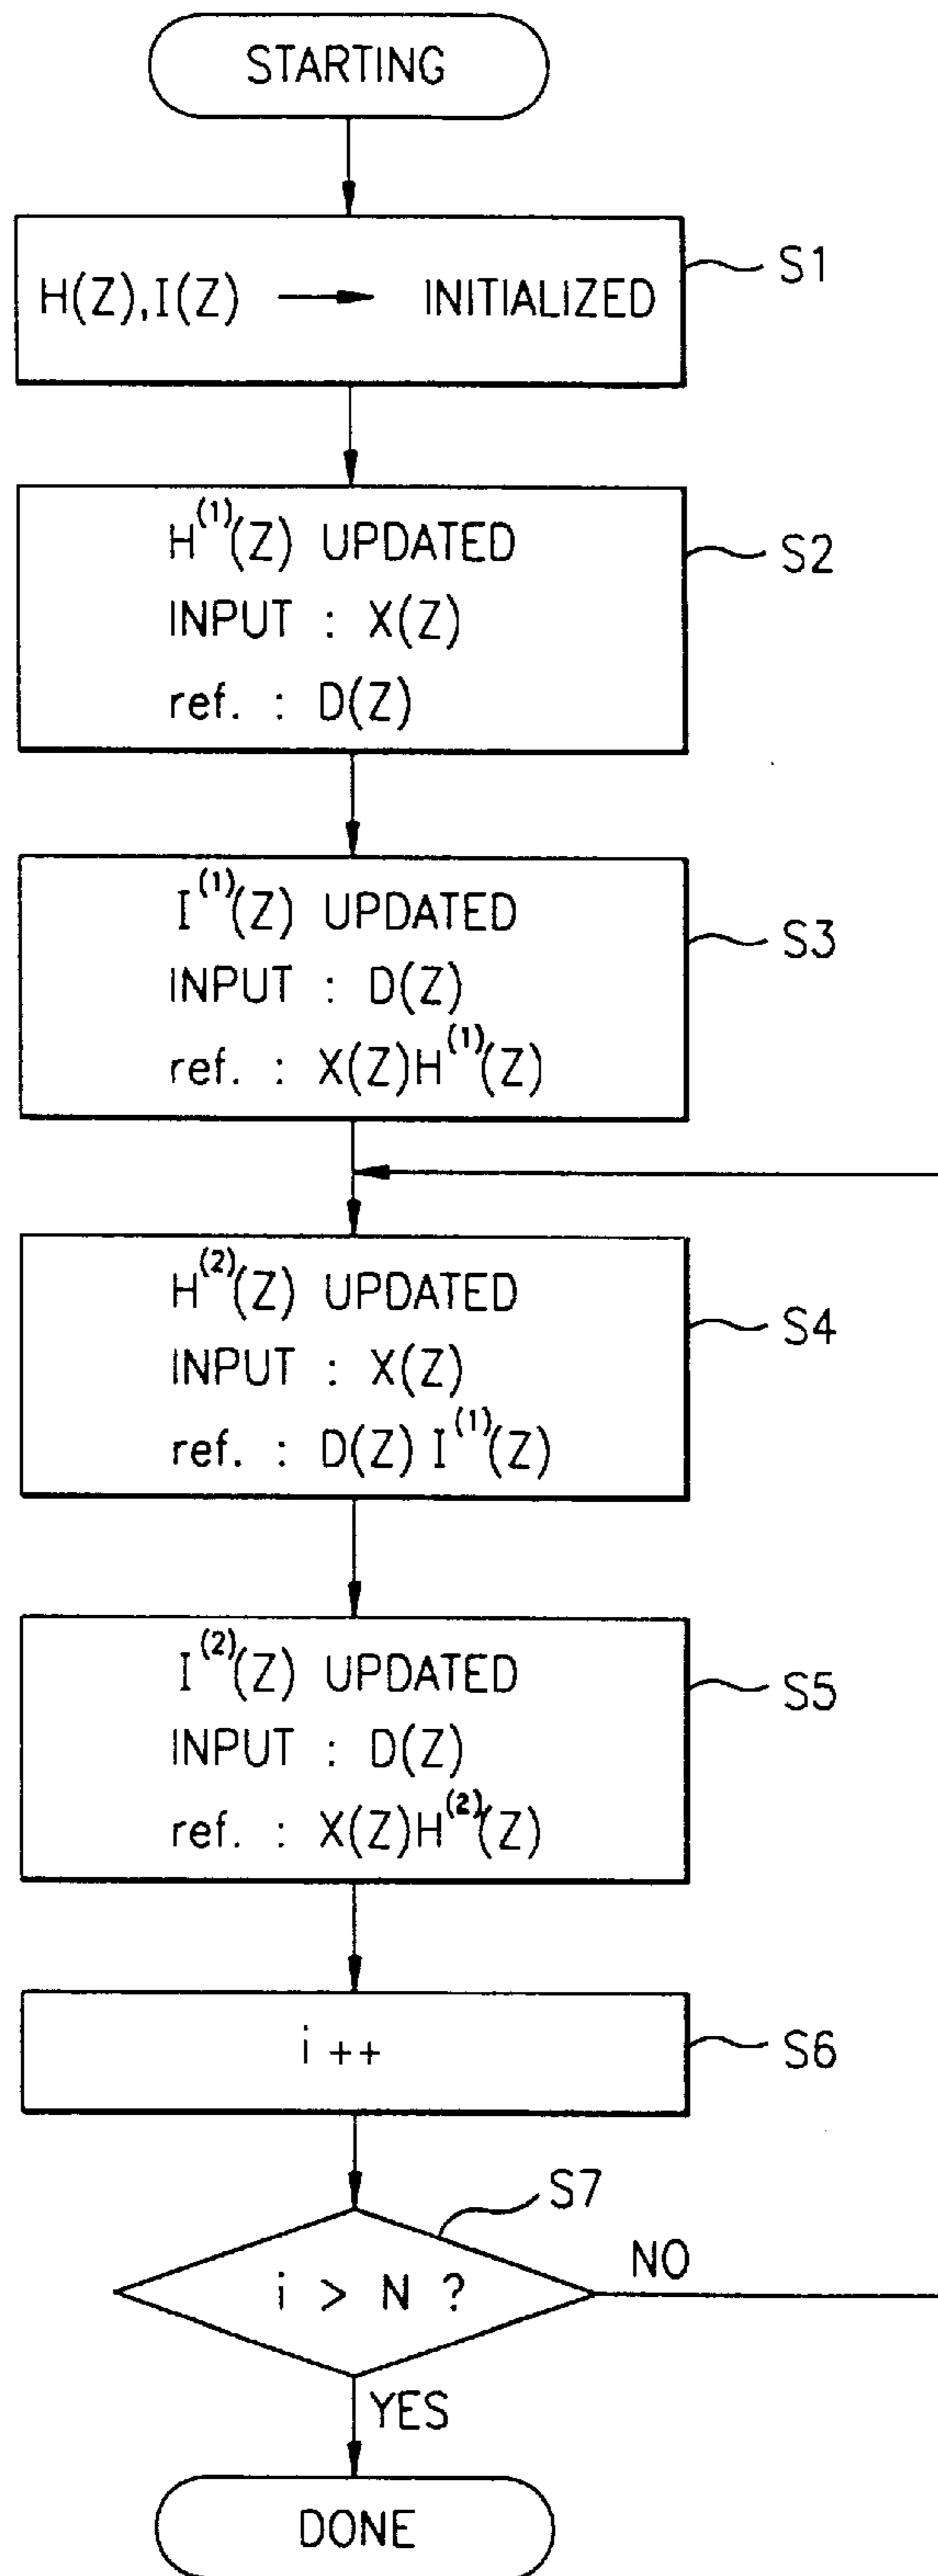 STARTING
H(Z),I(Z) → INITIALIZED
S1
H^(1)(Z) UPDATED
INPUT : X(Z)
ref. : D(Z)
S2
I^(1)(Z) UPDATED
INPUT : D(Z)
ref. : X(Z)H^(1)(Z)
S3
H^(2)(Z) UPDATED
INPUT : X(Z)
ref. : D(Z) I^(1)(Z)
S4
I^(2)(Z) UPDATED
INPUT : D(Z)
ref. : X(Z)H^(2)(Z)
S5
i ++
S6
S7
i > N ?
NO
YES
DONE